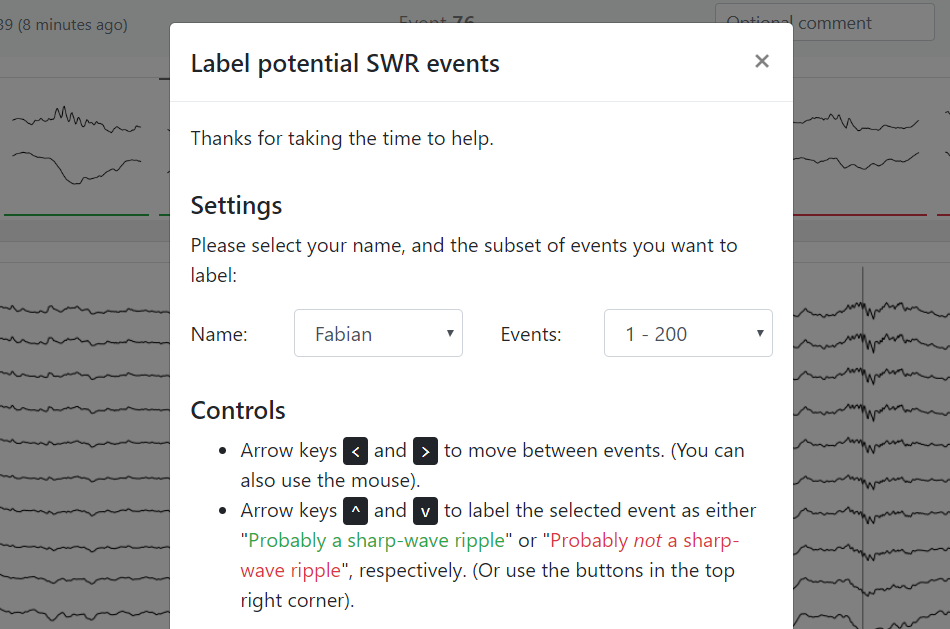 39 (8 minutes ago)
Event 76
Optional comment
Label potential SWR events ×
Thanks for taking the time to help.
Settings
Please select your name, and the subset of events you want to
label:
Name: Fabian Events: 1 - 200
Controls
Arrow keys < and > to move between events. (You can
also use the mouse).
Arrow keys ^ and v to label the selected event as either
"Probably a sharp-wave ripple" or "Probably not a sharp-
wave ripple", respectively. (Or use the buttons in the top
right corner).